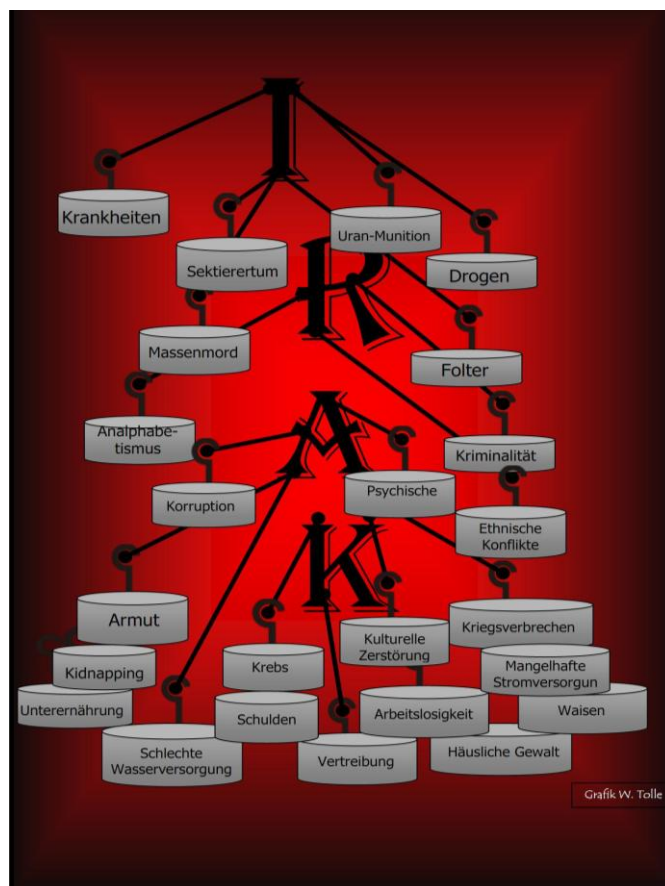 I
Krankheiten
Uran-Munition
Sektierertum
Drogen
R
Massenmord
Folter
Analphabe-
tismus
Kriminalität
A
Korruption
Psychische
Ethnische
Konflikte
K
Armut
Kulturelle
Zerstörung
Kriegsverbrechen
Kidnapping
Krebs
Mangelhafte
Stromversorgun
Unterernährung
Schulden
Arbeitslosigkeit
Waisen
Schlechte
Wasserversorgung
Vertreibung
Häusliche Gewalt
Grafik W. Tolle